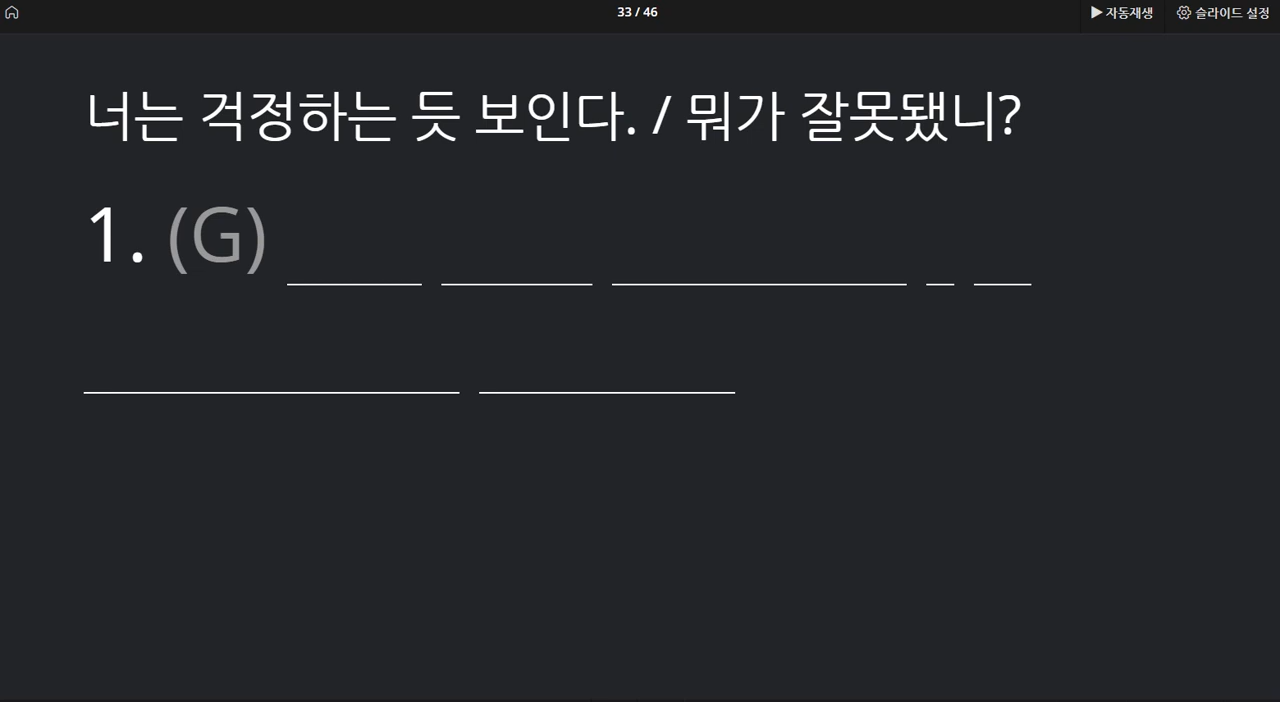 33 / 46
▶ 자동재생
슬라이드 설정
너는 걱정하는 듯 보인다. / 뭐가 잘못됐니?
1. (G)